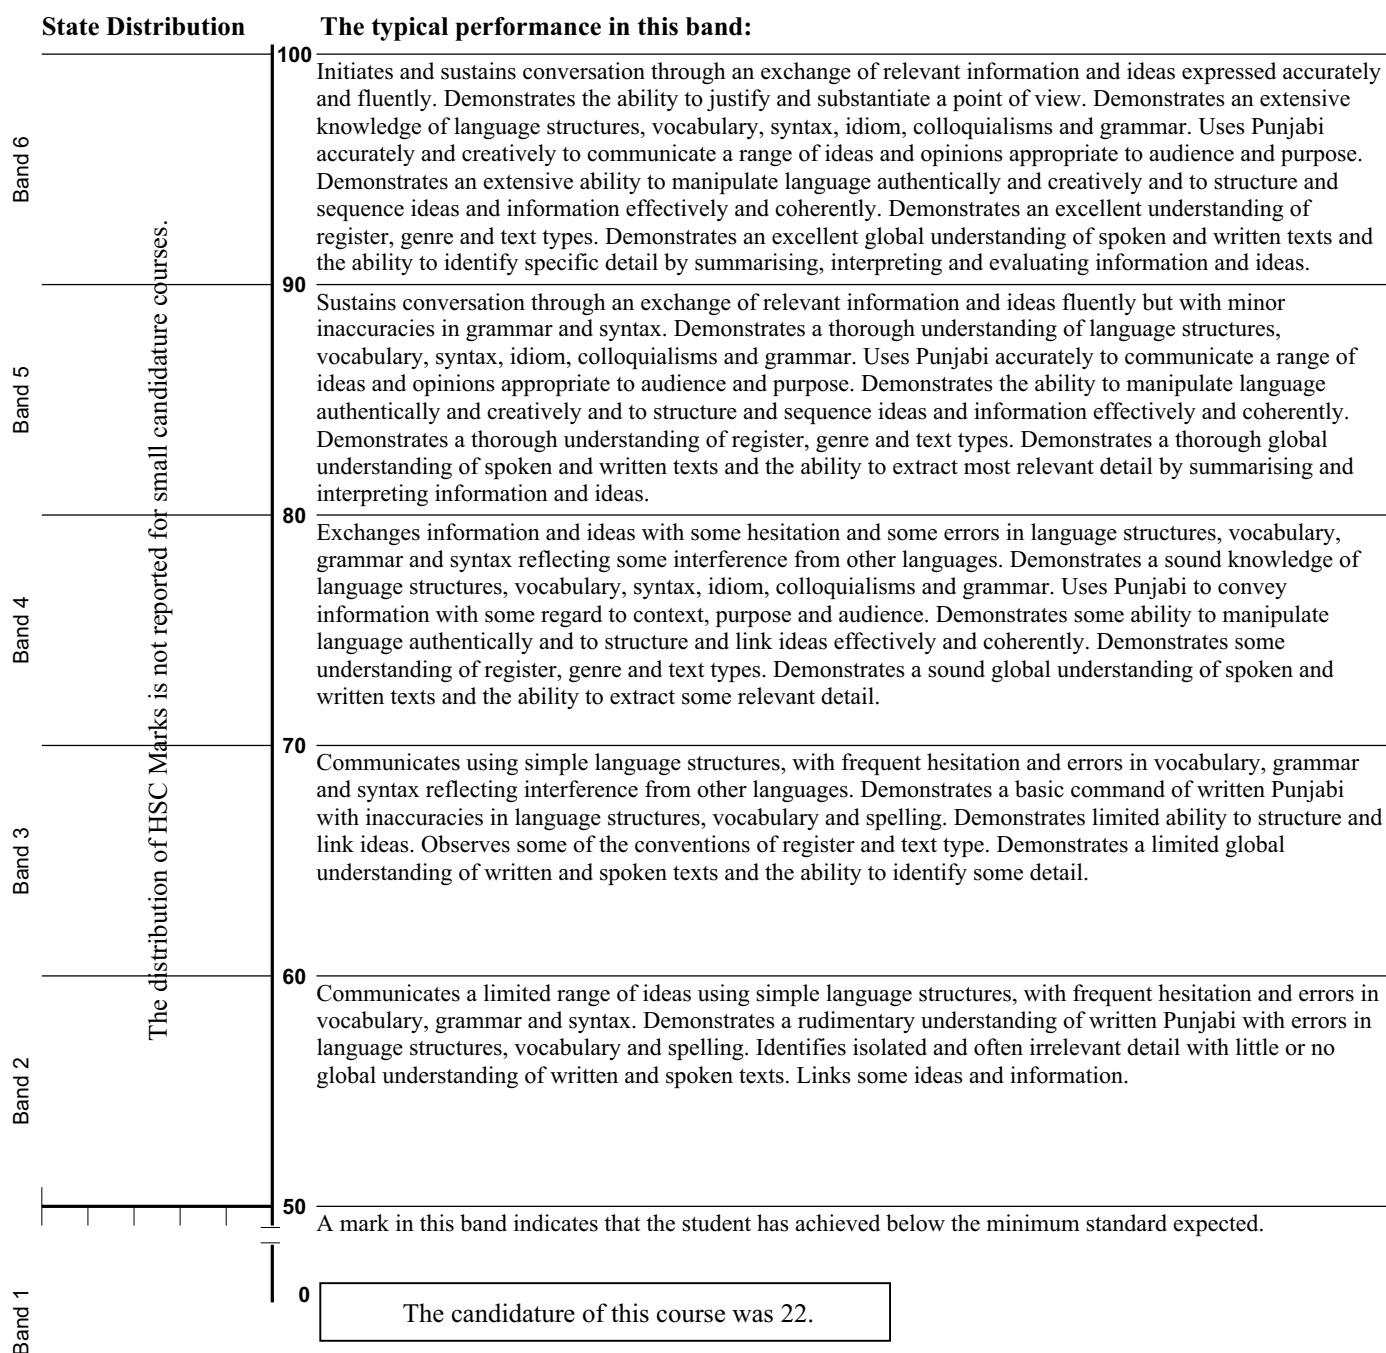 State Distribution
The typical performance in this band:
100
Band 6
Initiates and sustains conversation through an exchange of relevant information and ideas expressed accurately
and fluently. Demonstrates the ability to justify and substantiate a point of view. Demonstrates an extensive
knowledge of language structures, vocabulary, syntax, idiom, colloquialisms and grammar. Uses Punjabi
accurately and creatively to communicate a range of ideas and opinions appropriate to audience and purpose.
Demonstrates an extensive ability to manipulate language authentically and creatively and to structure and
sequence ideas and information effectively and coherently. Demonstrates an excellent understanding of
register, genre and text types. Demonstrates an excellent global understanding of spoken and written texts and
the ability to identify specific detail by summarising, interpreting and evaluating information and ideas.
The distribution of HSC Marks is not reported for small candidature courses.
90
Band 5
Sustains conversation through an exchange of relevant information and ideas fluently but with minor
inaccuracies in grammar and syntax. Demonstrates a thorough understanding of language structures,
vocabulary, syntax, idiom, colloquialisms and grammar. Uses Punjabi accurately to communicate a range of
ideas and opinions appropriate to audience and purpose. Demonstrates the ability to manipulate language
authentically and creatively and to structure and sequence ideas and information effectively and coherently.
Demonstrates a thorough understanding of register, genre and text types. Demonstrates a thorough global
understanding of spoken and written texts and the ability to extract most relevant detail by summarising and
interpreting information and ideas.
80
Band 4
Exchanges information and ideas with some hesitation and some errors in language structures, vocabulary,
grammar and syntax reflecting some interference from other languages. Demonstrates a sound knowledge of
language structures, vocabulary, syntax, idiom, colloquialisms and grammar. Uses Punjabi to convey
information with some regard to context, purpose and audience. Demonstrates some ability to manipulate
language authentically and to structure and link ideas effectively and coherently. Demonstrates some
understanding of register, genre and text types. Demonstrates a sound global understanding of spoken and
written texts and the ability to extract some relevant detail.
70
Band 3
Communicates using simple language structures, with frequent hesitation and errors in vocabulary, grammar
and syntax reflecting interference from other languages. Demonstrates a basic command of written Punjabi
with inaccuracies in language structures, vocabulary and spelling. Demonstrates limited ability to structure and
link ideas. Observes some of the conventions of register and text type. Demonstrates a limited global
understanding of written and spoken texts and the ability to identify some detail.
60
Band 2
Communicates a limited range of ideas using simple language structures, with frequent hesitation and errors in
vocabulary, grammar and syntax. Demonstrates a rudimentary understanding of written Punjabi with errors in
language structures, vocabulary and spelling. Identifies isolated and often irrelevant detail with little or no
global understanding of written and spoken texts. Links some ideas and information.
50
A mark in this band indicates that the student has achieved below the minimum standard expected.
Band 1
0
The candidature of this course was 22.